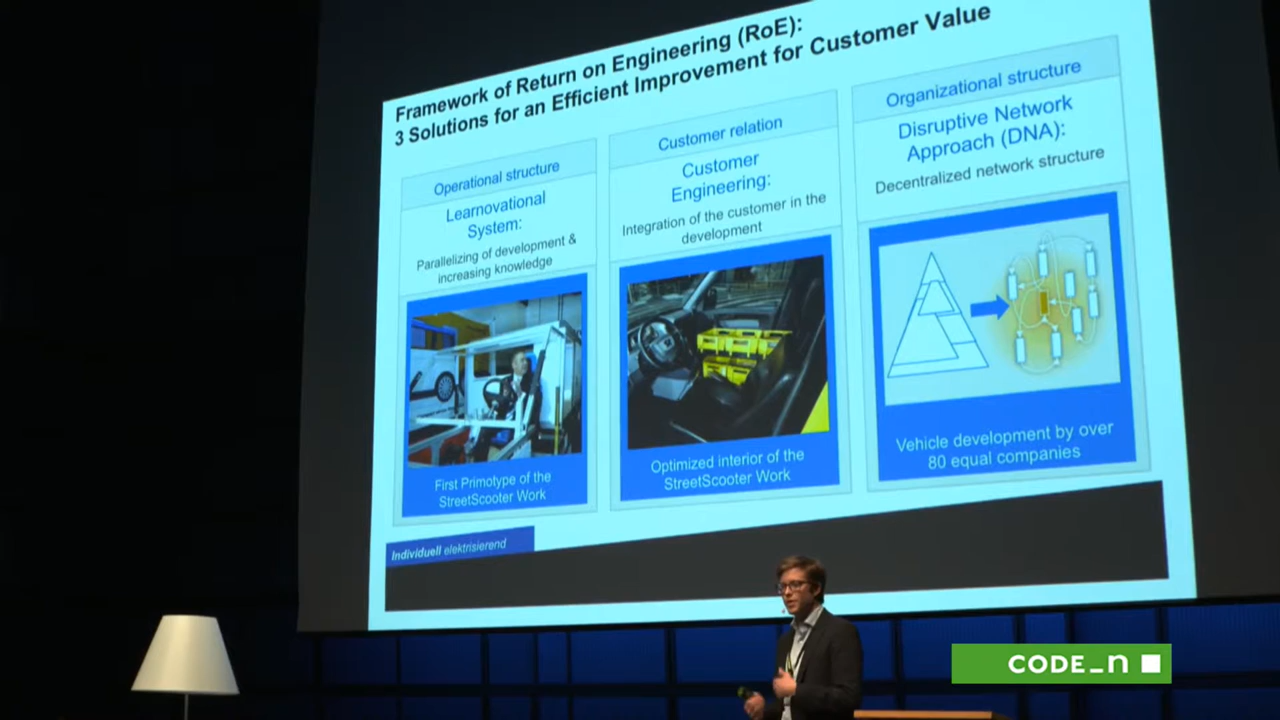 Framework of Return on Engineering (RoE):
3 Solutions for an Efficient Improvement for Customer Value
Operational structure
Learnovational
System:
Parallelizing of development &
increasing knowledge
First Primotype of the
StreetScooter Work
Customer relation
Customer
Engineering:
Integration of the customer in the
development
Optimized interior of the
StreetScooter Work
Organizational structure
Disruptive Network
Approach (DNA):
Decentralized network structure
Vehicle development by over
80 equal companies
Individuell elektrisierend
CODE_n